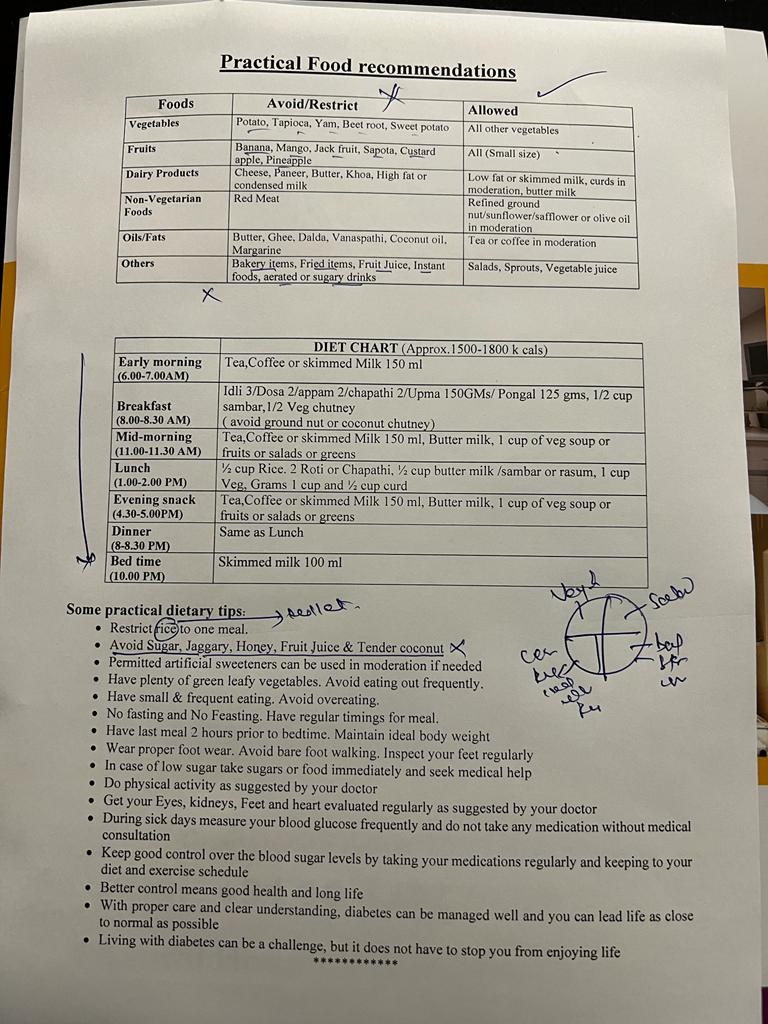 Practical Food recommendations
Foods Avoid/Restrict Allowed
Vegetables Potato, Tapioca, Yam, Beet root, Sweet potato All other vegetables
Fruits Banana, Mango, Jack fruit, Sapota, Custard All (Small size)
apple, Pineapple
Dairy Products Cheese, Paneer, Butter, Khoa, High fat or Low fat or skimmed milk, curds in
condensed milk moderation, butter milk
Non-Vegetarian Red Meat Refined ground
Foods nut/sunflower/safflower or olive oil
in moderation
Oils/Fats Butter, Ghee, Dalda, Vanaspathi, Coconut oil, Tea or coffee in moderation
Margarine
Others Bakery items, Fried items, Fruit Juice, Instant Salads, Sprouts, Vegetable juice
foods, aerated or sugary drinks
DIET CHART (Approx.1500-1800 k cals)
Early morning Tea,Coffee or skimmed Milk 150 ml
(6.00-7.00AM)
Idli 3/Dosa 2/appam 2/chapathi 2/Upma 150GMs/ Pongal 125 gms, 1/2 cup
Breakfast sambar,1/2 Veg chutney
(8.00-8.30 AM) ( avoid ground nut or coconut chutney)
Mid-morning Tea,Coffee or skimmed Milk 150 ml, Butter milk, 1 cup of veg soup or
(11.00-11.30 AM) fruits or salads or greens
Lunch ½ cup Rice. 2 Roti or Chapathi, ½ cup butter milk /sambar or rasum, 1 cup
(1.00-2.00 PM) Veg, Grams 1 cup and ½ cup curd
Evening snack Tea,Coffee or skimmed Milk 150 ml, Butter milk, 1 cup of veg soup or
(4.30-5.00PM) fruits or salads or greens
Dinner Same as Lunch
(8-8.30 PM)
Bed time Skimmed milk 100 ml
(10.00 PM)
Some practical dietary tips:
• Restrict rice to one meal.
• Avoid Sugar, Jaggary, Honey, Fruit Juice & Tender coconut
• Permitted artificial sweeteners can be used in moderation if needed
• Have plenty of green leafy vegetables. Avoid eating out frequently.
• Have small & frequent eating. Avoid overeating.
• No fasting and No Feasting. Have regular timings for meal.
• Have last meal 2 hours prior to bedtime. Maintain ideal body weight
• Wear proper foot wear. Avoid bare foot walking. Inspect your feet regularly
• In case of low sugar take sugars or food immediately and seek medical help
• Do physical activity as suggested by your doctor
• Get your Eyes, kidneys, Feet and heart evaluated regularly as suggested by your doctor
• During sick days measure your blood glucose frequently and do not take any medication without medical
consultation
• Keep good control over the blood sugar levels by taking your medications regularly and keeping to your
diet and exercise schedule
• Better control means good health and long life
• With proper care and clear understanding, diabetes can be managed well and you can lead life as close
to normal as possible
• Living with diabetes can be a challenge, but it does not have to stop you from enjoying life
************